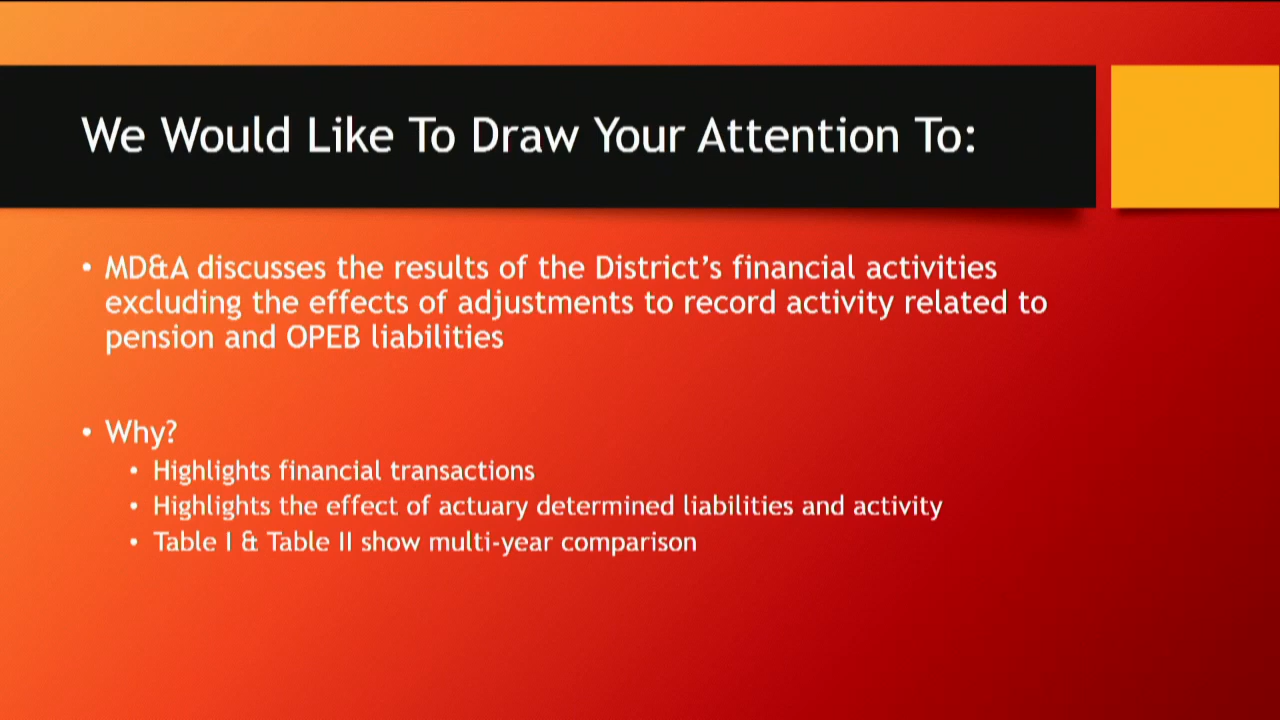 We Would Like To Draw Your Attention To:
• MD&A discusses the results of the District’s financial activities
excluding the effects of adjustments to record activity related to
pension and OPEB liabilities
• Why?
• Highlights financial transactions
• Highlights the effect of actuary determined liabilities and activity
• Table I & Table II show multi-year comparison